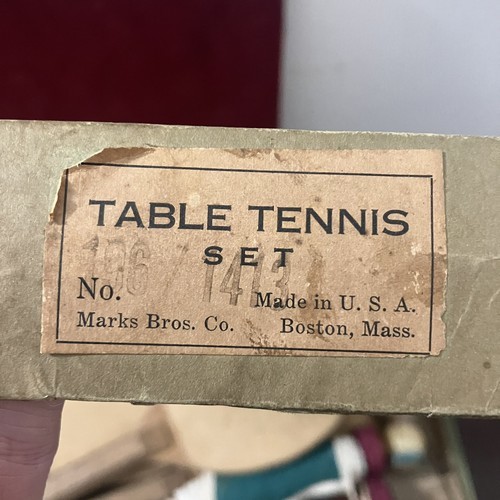 TABLE TENNIS
SET
No.
Made in U. S. A.
Marks Bros. Co. Boston, Mass.